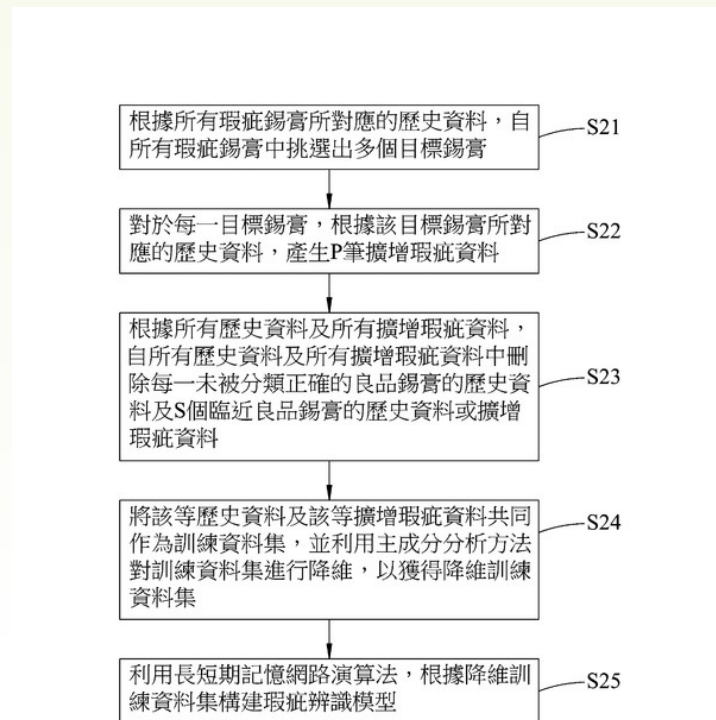 根據所有瑕疵錫膏所對應的歷史資料，自
所有瑕疵錫膏中挑選出多個目標錫膏
S21
對於每一目標錫膏，根據該目標錫膏所對
應的歷史資料，產生P筆擴增瑕疵資料
S22
根據所有歷史資料及所有擴增瑕疵資料，
自所有歷史資料及所有擴增瑕疵資料中刪
除每一未被分類正確的良品錫膏的歷史資
料及S個臨近良品錫膏的歷史資料或擴增
瑕疵資料
S23
將該等歷史資料及該等擴增瑕疵資料共同
作為訓練資料集，並利用主成分分析方法
對訓練資料集進行降維，以獲得降維訓練
資料集
S24
利用長短期記憶網路演算法，根據降維訓
練資料集構建瑕疵辨識模型
S25